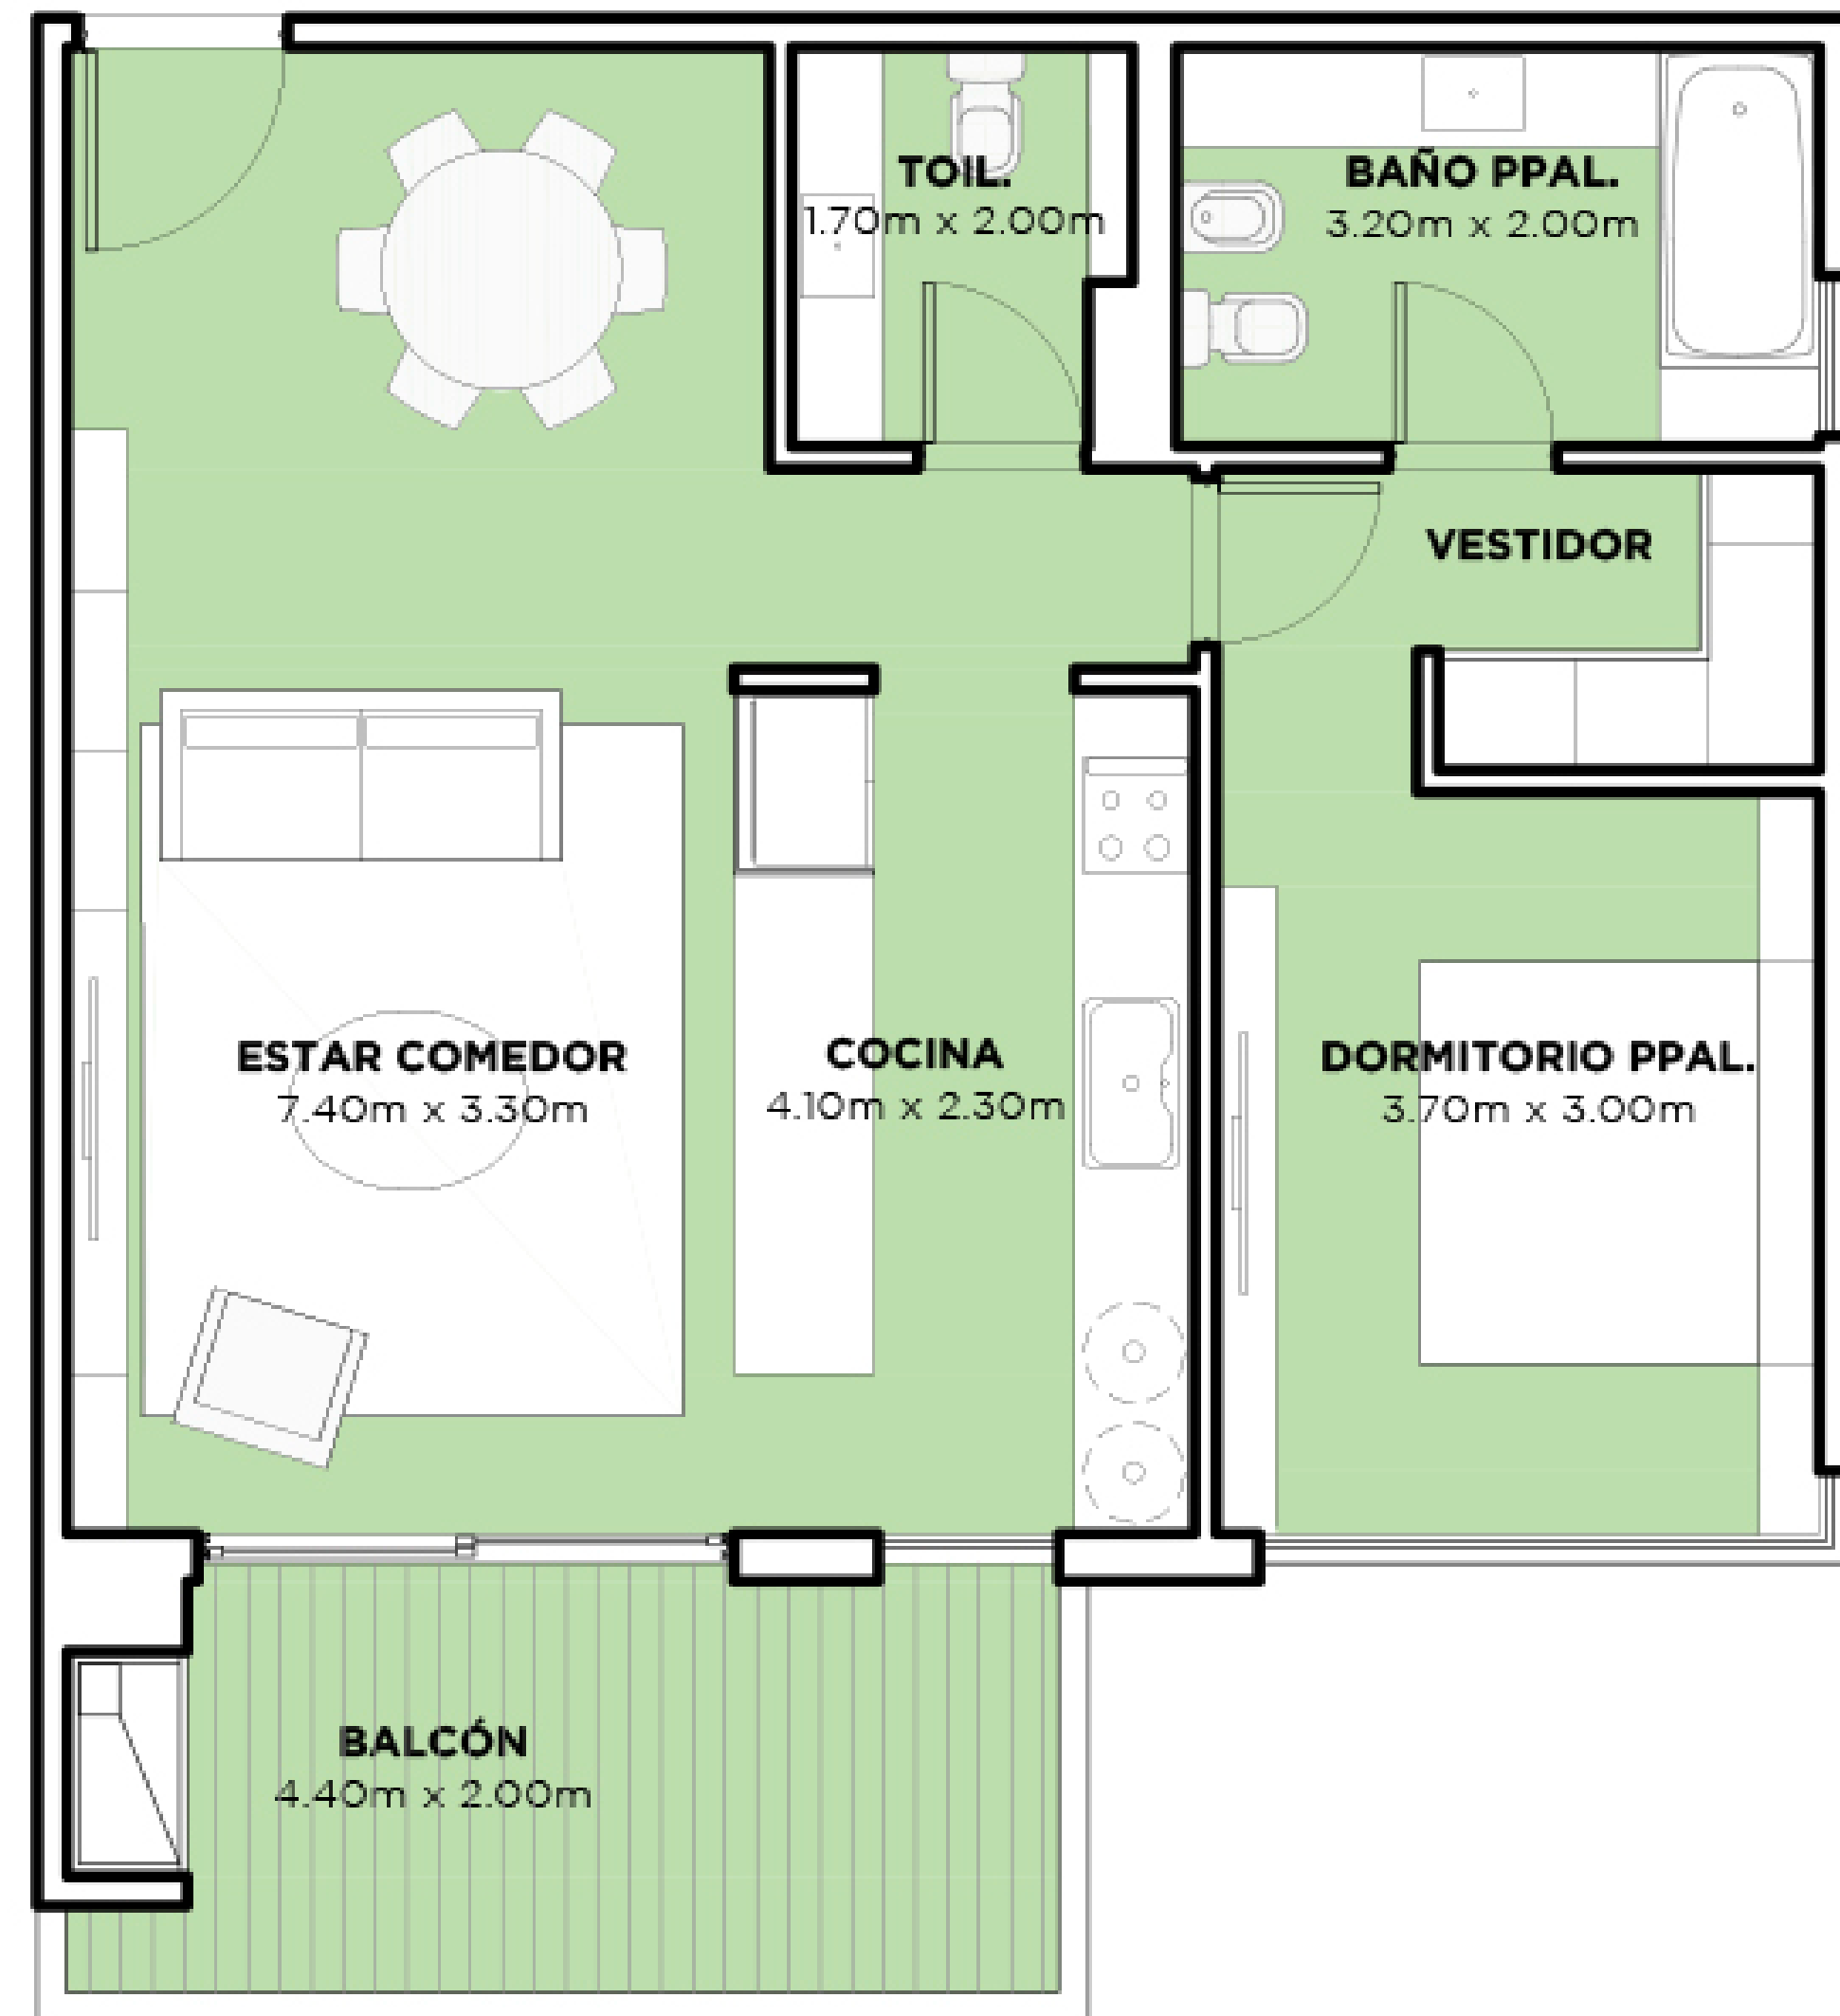 TOIL.
1.70m x 2.00m
BAÑO PPAL.
3.20m x 2.00m
VESTIDOR
ESTAR COMEDOR
7.40m x 3.30m
COCINA
4.10m x 2.30m
DORMITORIO PPAL.
3.70m x 3.00m
BALCÓN
4.40m x 2.00m